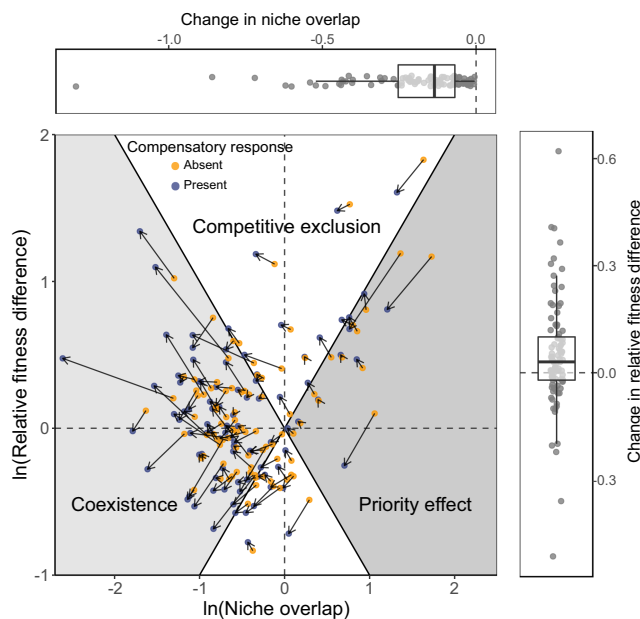 Change in niche overlap
-1.0
-0.5
0.0
2
Compensatory response
Absent
Present
Competitive exclusion
1
0
Coexistence
Priority effect
-1
-2
-1
0
1
2
ln(Niche overlap)
ln(Relative fitness difference)
0.6
0.3
0.0
-0.3
Change in relative fitness difference